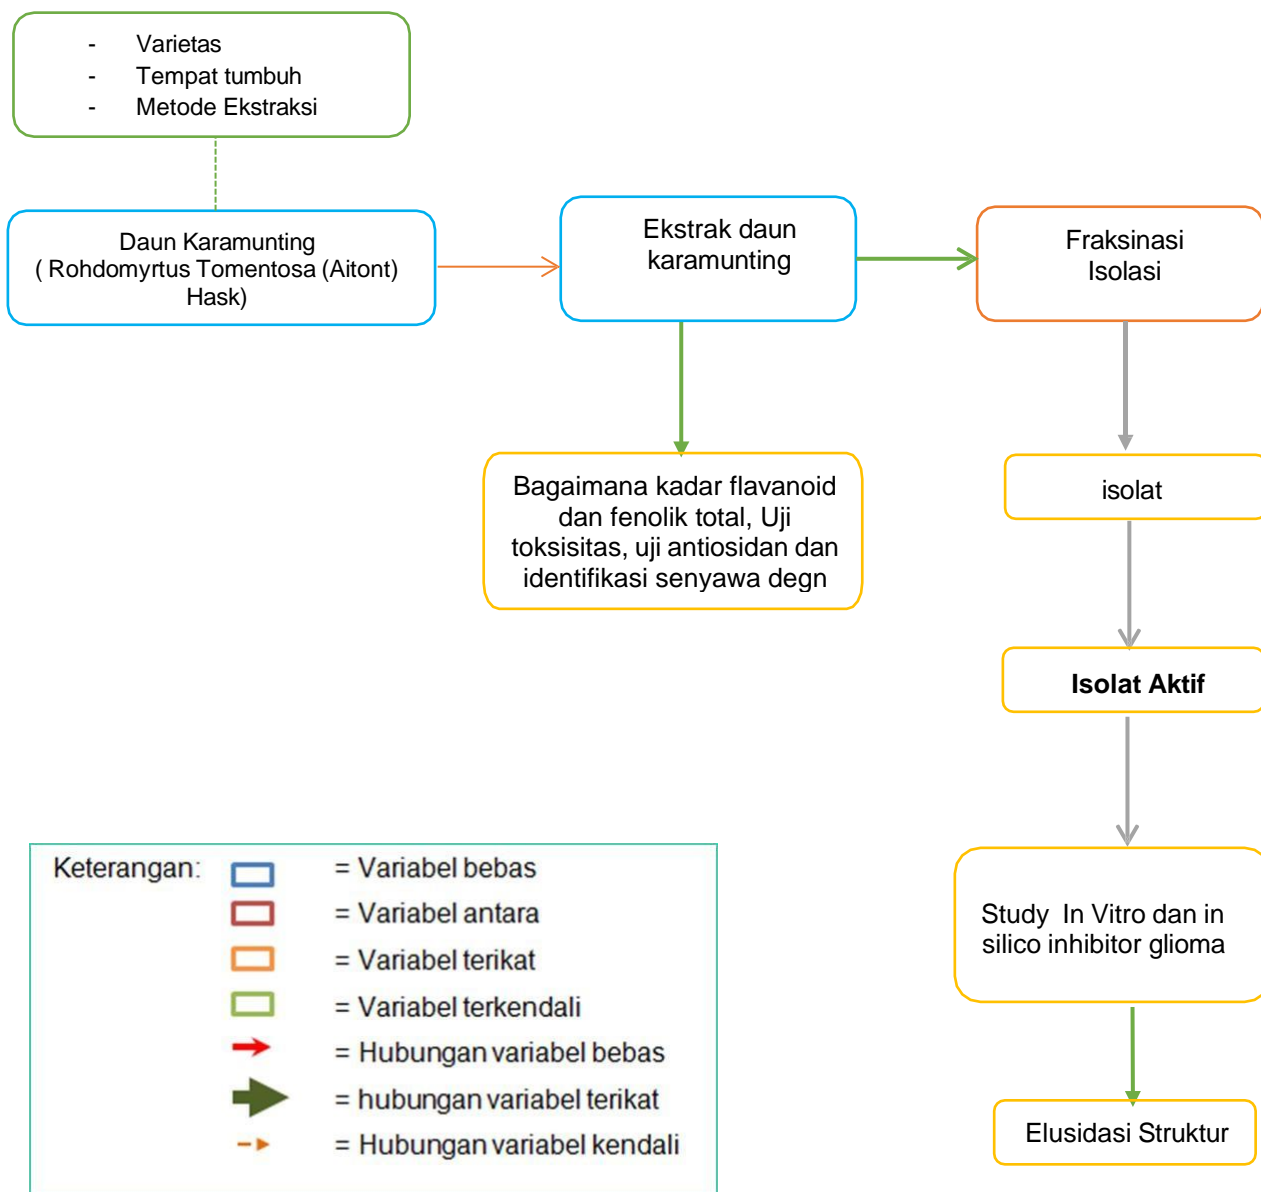 - Varietas
- Tempat tumbuh
- Metode Ekstraksi
Daun Karamunting
( Rohdomyrtus Tomentosa (Aitont)
Hask)
Ekstrak daun
karamunting
Fraksinasi
Isolasi
Bagaimana kadar flavanoid
dan fenolik total, Uji
toksisitas, uji antiosidan dan
identifikasi senyawa degn
isolat
Isolat Aktif
Study In Vitro dan in
silico inhibitor glioma
Elusidasi Struktur
Keterangan:
= Variabel bebas
= Variabel antara
= Variabel terikat
= Variabel terkendali
= Hubungan variabel bebas
= hubungan variabel terikat
= Hubungan variabel kendali